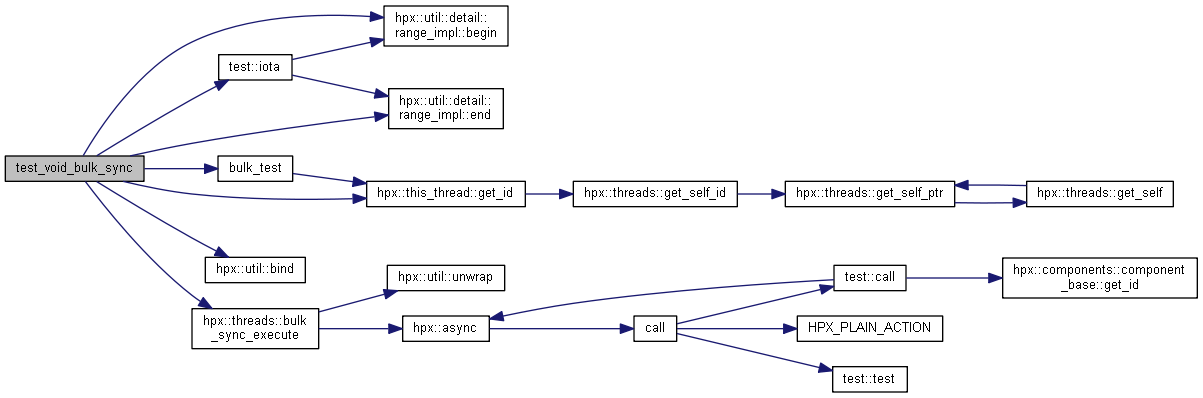 hpx::util::detail::
range_impl::begin
test::iota
hpx::util::detail::
range_impl::end
test_void_bulk_sync
bulk_test
hpx::this_thread::get_id
hpx::threads::get_self_id
hpx::threads::get_self_ptr
hpx::threads::get_self
hpx::util::bind
hpx::util::unwrap
test::call
hpx::components::component
_base::get_id
hpx::threads::bulk
_sync_execute
hpx::async
call
HPX_PLAIN_ACTION
test::test